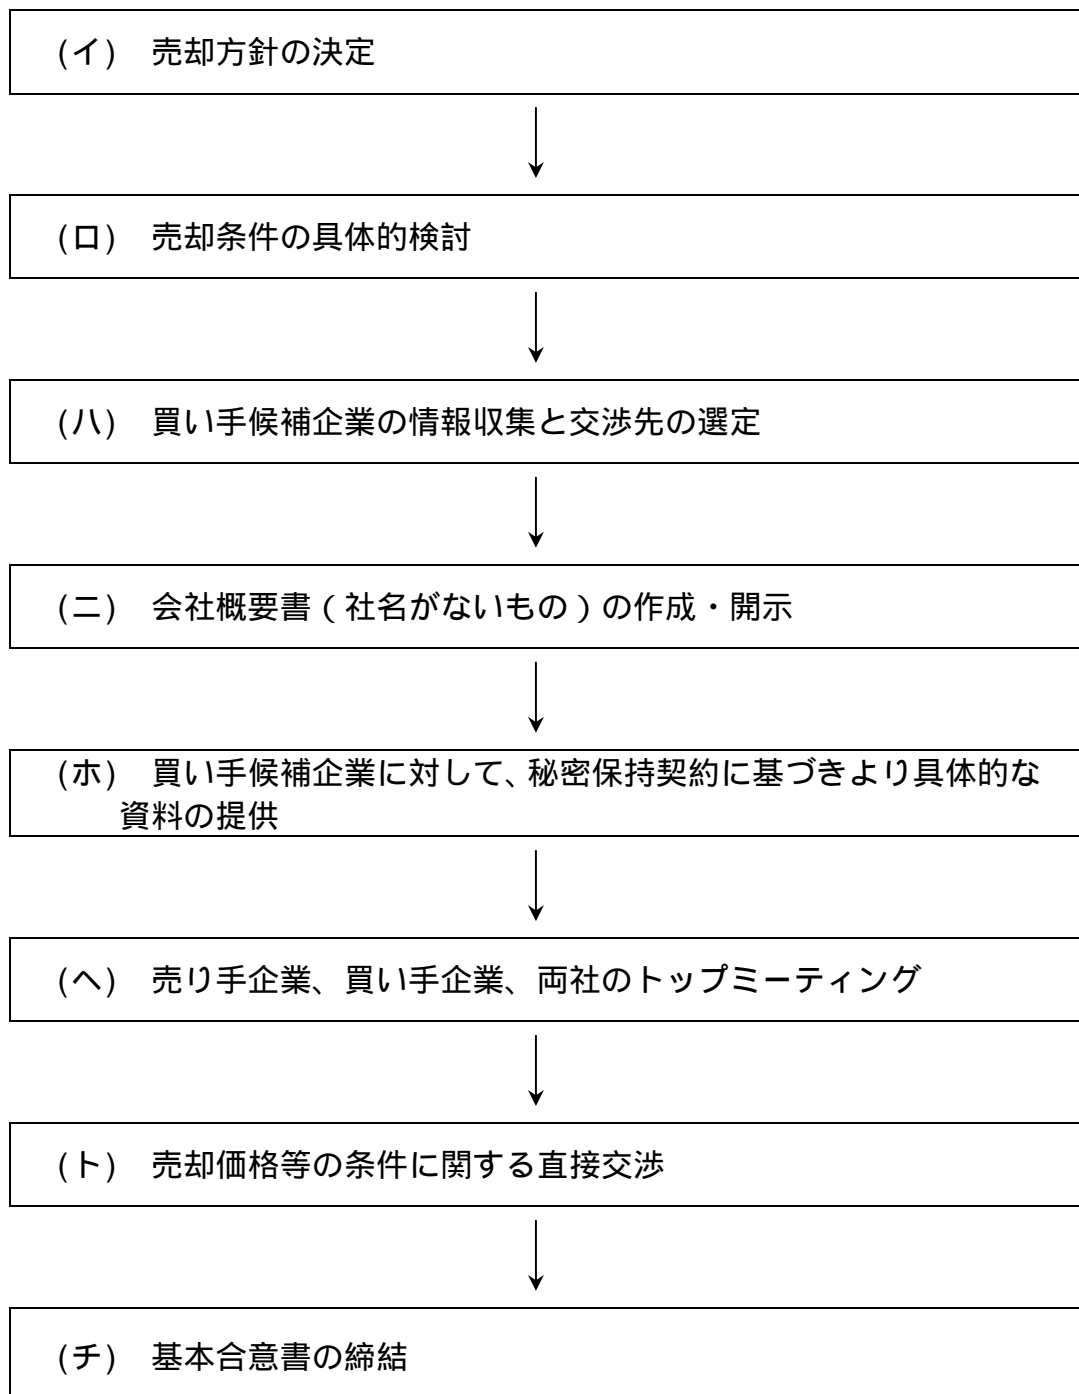 (イ) 売却方針の決定
(ロ) 売却条件の具体的検討
(ハ) 買い手候補企業の情報収集と交渉先の選定
(ニ) 会社概要書(社名がないもの)の作成・開示
(ホ) 買い手候補企業に対して、秘密保持契約に基づきより具体的な
資料の提供
(ヘ) 売り手企業、買い手企業、両社のトップミーティング
(ト) 売却価格等の条件に関する直接交渉
(チ) 基本合意書の締結